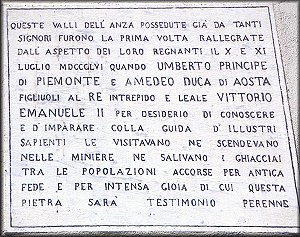 QUESTE VALLI DELL'ANZA POSSEDUTE GIÀ DA TANTI
SIGNORI FURONO LA PRIMA VOLTA RALLEGRATE
DALL'ASPETTO DEI LORO REGNANTI IL X E XI
LUGLIO MDCCCLVI QUANDO UMBERTO PRINCIPE
DI PIEMONTE E AMEDEO DUCA DI AOSTA
FIGLIUOLI AL RE INTREPIDO E LEALE VITTORIO
EMANUELE II PER DESIDERIO DI CONOSCERE
E D'IMPARARE COLLA GUIDA D'ILLUSTRI
SAPIENTI LE VISITAVANO NE SCENDEVANO
NELLE MINIERE NE SALIVANO I GHIACCIAI
TRA LE POPOLAZIONI ACCORSE PER ANTICA
FEDE E PER INTENSA GIOIA DI CUI QUESTA
PIETRA SARÀ TESTIMONIO PERENNE